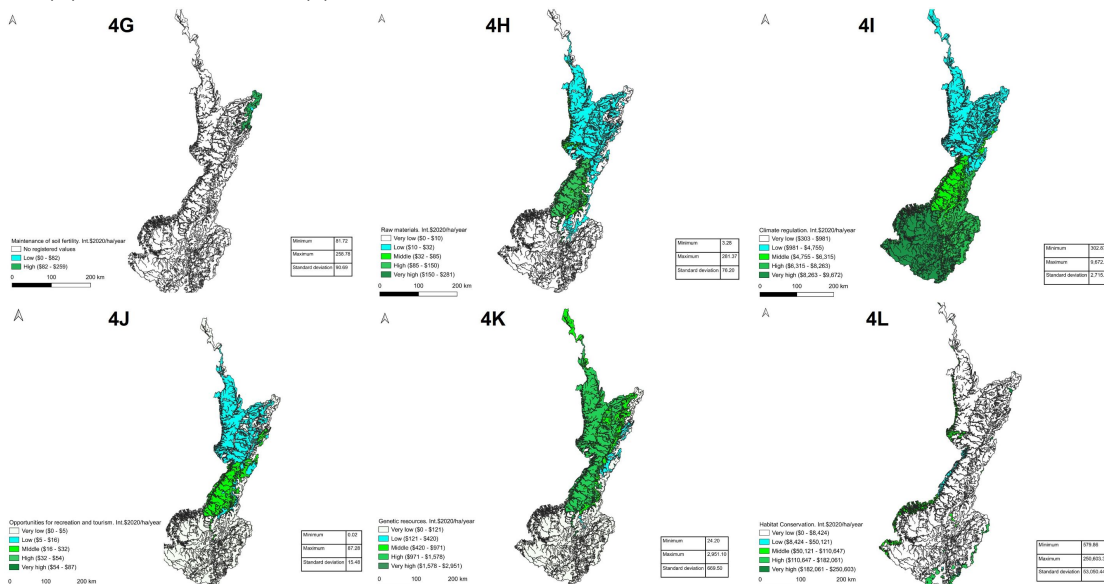 4G
Maintenance of soil fertility. Int.$2020/ha/year
No registered values
Low ($0 - $82)
High ($82 - $259)
0 100 200 km
Minimum 81.72
Maximum 258.78
Standard deviation 90.69
4H
Raw materials. Int.$2020/ha/year
Very low ($0 - $10)
Low ($10 - $32)
Middle ($32 - $85)
High ($85 - $150)
Very high ($150 - $281)
0 100 200 km
Minimum 3.28
Maximum 281.37
Standard deviation 76.20
4I
Climate regulation. Int.$2020/ha/year
Very low ($303 - $981)
Low ($981 - $4,755)
Middle ($4,755 - $6,315)
High ($6,315 - $8,263)
Very high ($8,263 - $9,672)
0 100 200 km
Minimum
Maximum 9,672.
Standard deviation 2,715.
4J
Opportunities for recreation and tourism. Int.$2020/ha/year
Very low ($0 - $5)
Low ($5 - $16)
Middle ($16 - $32)
High ($32 - $54)
Very high ($54 - $87)
0 100 200 km
Minimum 0.02
Maximum 87.28
Standard deviation 15.49
4K
Genetic resources. Int.$2020/ha/year
Very low ($0 - $121)
Low ($121 - $420)
Middle ($420 - $971)
High ($971 - $1,578)
Very high ($1,578 - $2,951)
0 100 200 km
Minimum 24.20
Maximum 2,951.10
Standard deviation 669.50
4L
Habitat Conservation. Int.$2020/ha/year
Very low ($0 - $8,424)
Low ($8,424 - $50,121)
Middle ($50,121 - $110,647)
High ($110,647 - $182,061)
Very high ($182,061 - $250,603)
0 100 200 km
Minimum 579.86
Maximum 250,603.3
Standard deviation 53,050.44